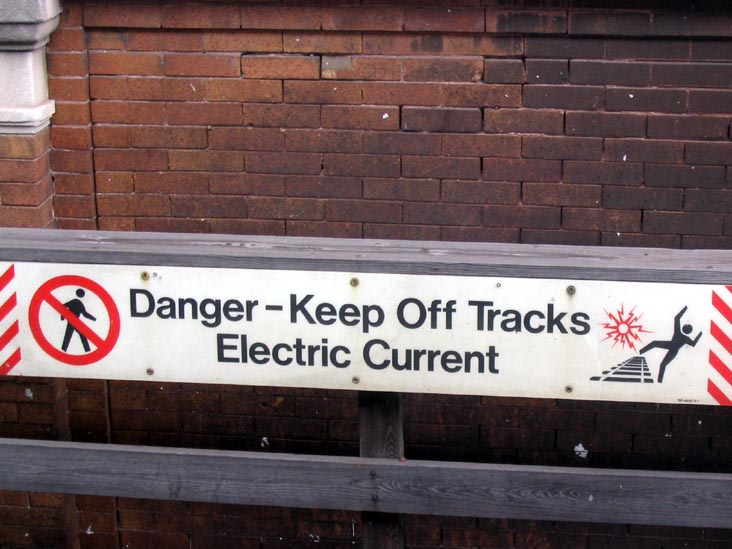 Danger – Keep Off Tracks
Electric Current